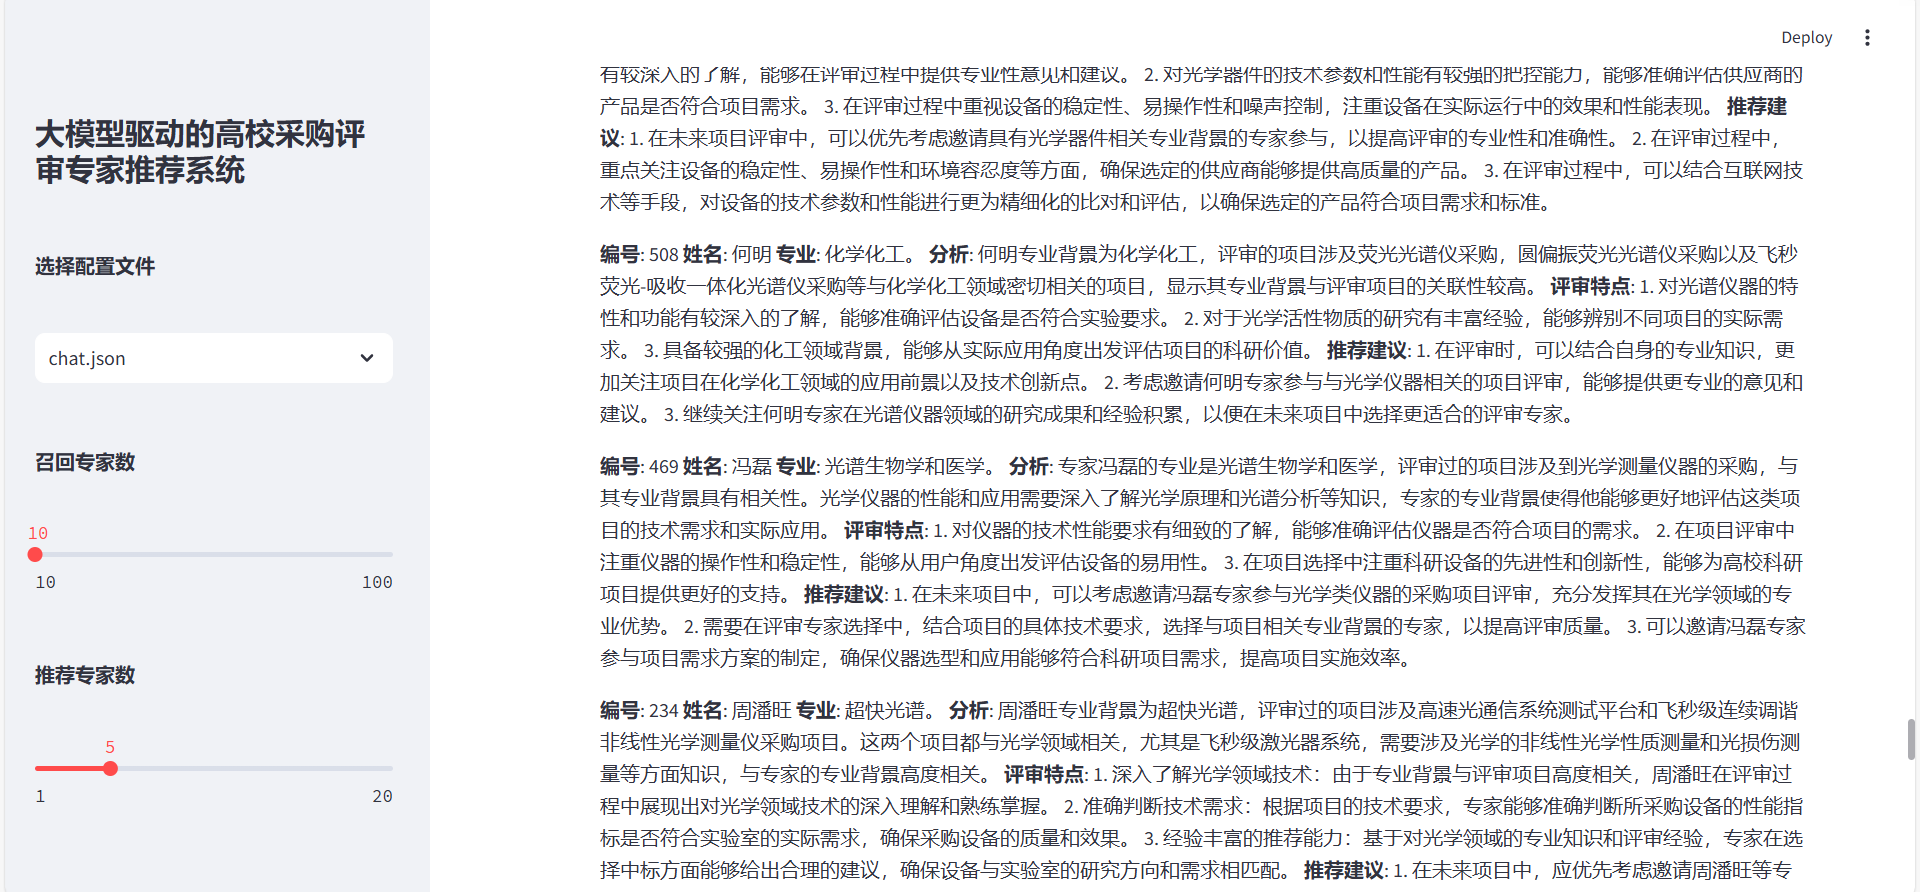 大模型驱动的高校采购评
审专家推荐系统
选择配置文件
chat.json
召回专家数
10
10 100
推荐专家数
5
1 20
Deploy
有较深入的了解，能够在评审过程中提供专业性意见和建议。 2. 对光学器件的技术参数和性能有较强的把控能力，能够准确评估供应商的
产品是否符合项目需求。 3. 在评审过程中重视设备的稳定性、易操作性和噪声控制，注重设备在实际运行中的效果和性能表现。 推荐建
议: 1. 在未来项目评审中，可以优先考虑邀请具有光学器件相关专业背景的专家参与，以提高评审的专业性和准确性。 2. 在评审过程中，
重点关注设备的稳定性、易操作性和环境容忍度等方面，确保选定的供应商能够提供高质量的产品。 3. 在评审过程中，可以结合互联网技
术等手段，对设备的技术参数和性能进行更为精细化的比对和评估，以确保选定的产品符合项目需求和标准。
编号: 508 姓名: 何明 专业: 化学化工。 分析: 何明专业背景为化学化工，评审的项目涉及荧光光谱仪采购，圆偏振荧光光谱仪采购以及飞秒
荧光-吸收一体化光谱仪采购等与化学化工领域密切相关的项目，显示其专业背景与评审项目的关联性较高。 评审特点: 1. 对光谱仪器的特
性和功能有较深入的了解，能够准确评估设备是否符合实验要求。 2. 对于光学活性物质的研究有丰富经验，能够辨别不同项目的实际需
求。 3. 具备较强的化工领域背景，能够从实际应用角度出发评估项目的科研价值。 推荐建议: 1. 在评审时，可以结合自身的专业知识，更
加关注项目在化学化工领域的应用前景以及技术创新点。 2. 考虑邀请何明专家参与与光学仪器相关的项目评审，能够提供更专业的意见和
建议。 3. 继续关注何明专家在光谱仪器领域的研究成果和经验积累，以便在未来项目中选择更适合的评审专家。
编号: 469 姓名: 冯磊 专业: 光谱生物学和医学。 分析: 专家冯磊的专业是光谱生物学和医学，评审过的项目涉及到光学测量仪器的采购，与
其专业背景具有相关性。光学仪器的性能和应用需要深入了解光学原理和光谱分析等知识，专家的专业背景使得他能够更好地评估这类项
目的技术需求和实际应用。 评审特点: 1. 对仪器的技术性能要求有细致的了解，能够准确评估仪器是否符合项目的需求。 2. 在项目评审中
注重仪器的操作性和稳定性，能够从用户角度出发评估设备的易用性。 3. 在项目选择中注重科研设备的先进性和创新性，能够为高校科研
项目提供更好的支持。 推荐建议: 1. 在未来项目中，可以考虑邀请冯磊专家参与光学类仪器的采购项目评审，充分发挥其在光学领域的专
业优势。 2. 需要在评审专家选择中，结合项目的具体技术要求，选择与项目相关专业背景的专家，以提高评审质量。 3. 可以邀请冯磊专家
参与项目需求方案的制定，确保仪器选型和应用能够符合科研项目需求，提高项目实施效率。
编号: 234 姓名: 周潘旺 专业: 超快光谱。 分析: 周潘旺专业背景为超快光谱，评审过的项目涉及高速光通信系统测试平台和飞秒级连续调谐
非线性光学测量仪采购项目。这两个项目都与光学领域相关，尤其是飞秒级激光器系统，需要涉及光学的非线性光学性质测量和光损伤测
量等方面知识，与专家的专业背景高度相关。 评审特点: 1. 深入了解光学领域技术：由于专业背景与评审项目高度相关，周潘旺在评审过
程中展现出对光学领域技术的深入理解和熟练掌握。 2. 准确判断技术需求：根据项目的技术要求，专家能够准确判断所采购设备的性能指
标是否符合实验室的实际需求，确保采购设备的质量和效果。 3. 经验丰富的推荐能力：基于对光学领域的专业知识和评审经验，专家在选
择中标方面能够给出合理的建议，确保设备与实验室的研究方向和需求相匹配。 推荐建议: 1. 在未来项目中，应优先考虑邀请周潘旺等专